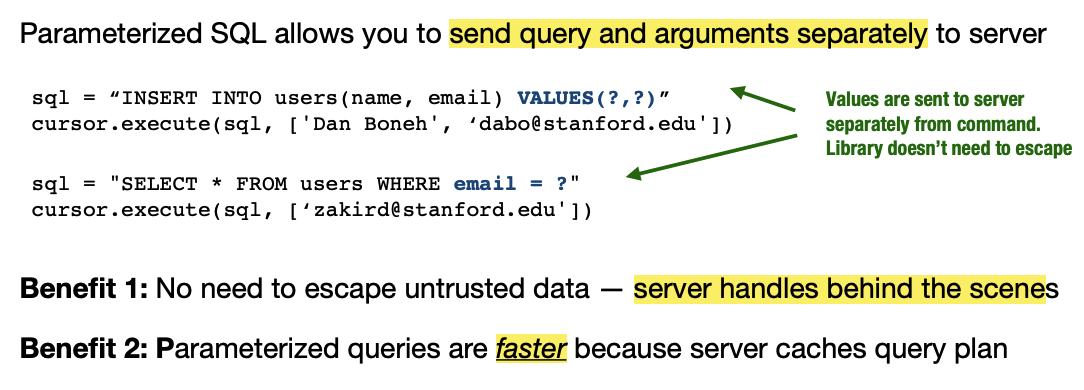 Parameterized SQL allows you to send query and arguments separately to server
sql = “INSERT INTO users(name, email) VALUES(?,?)”
cursor.execute(sql, ['Dan Boneh', ‘dabo@stanford.edu'])
Values are sent to server
separately from command.
Library doesn’t need to escape
sql = "SELECT * FROM users WHERE email = ?"
cursor.execute(sql, [‘zakird@stanford.edu'])
Benefit 1: No need to escape untrusted data — server handles behind the scenes
Benefit 2: Parameterized queries are faster because server caches query plan